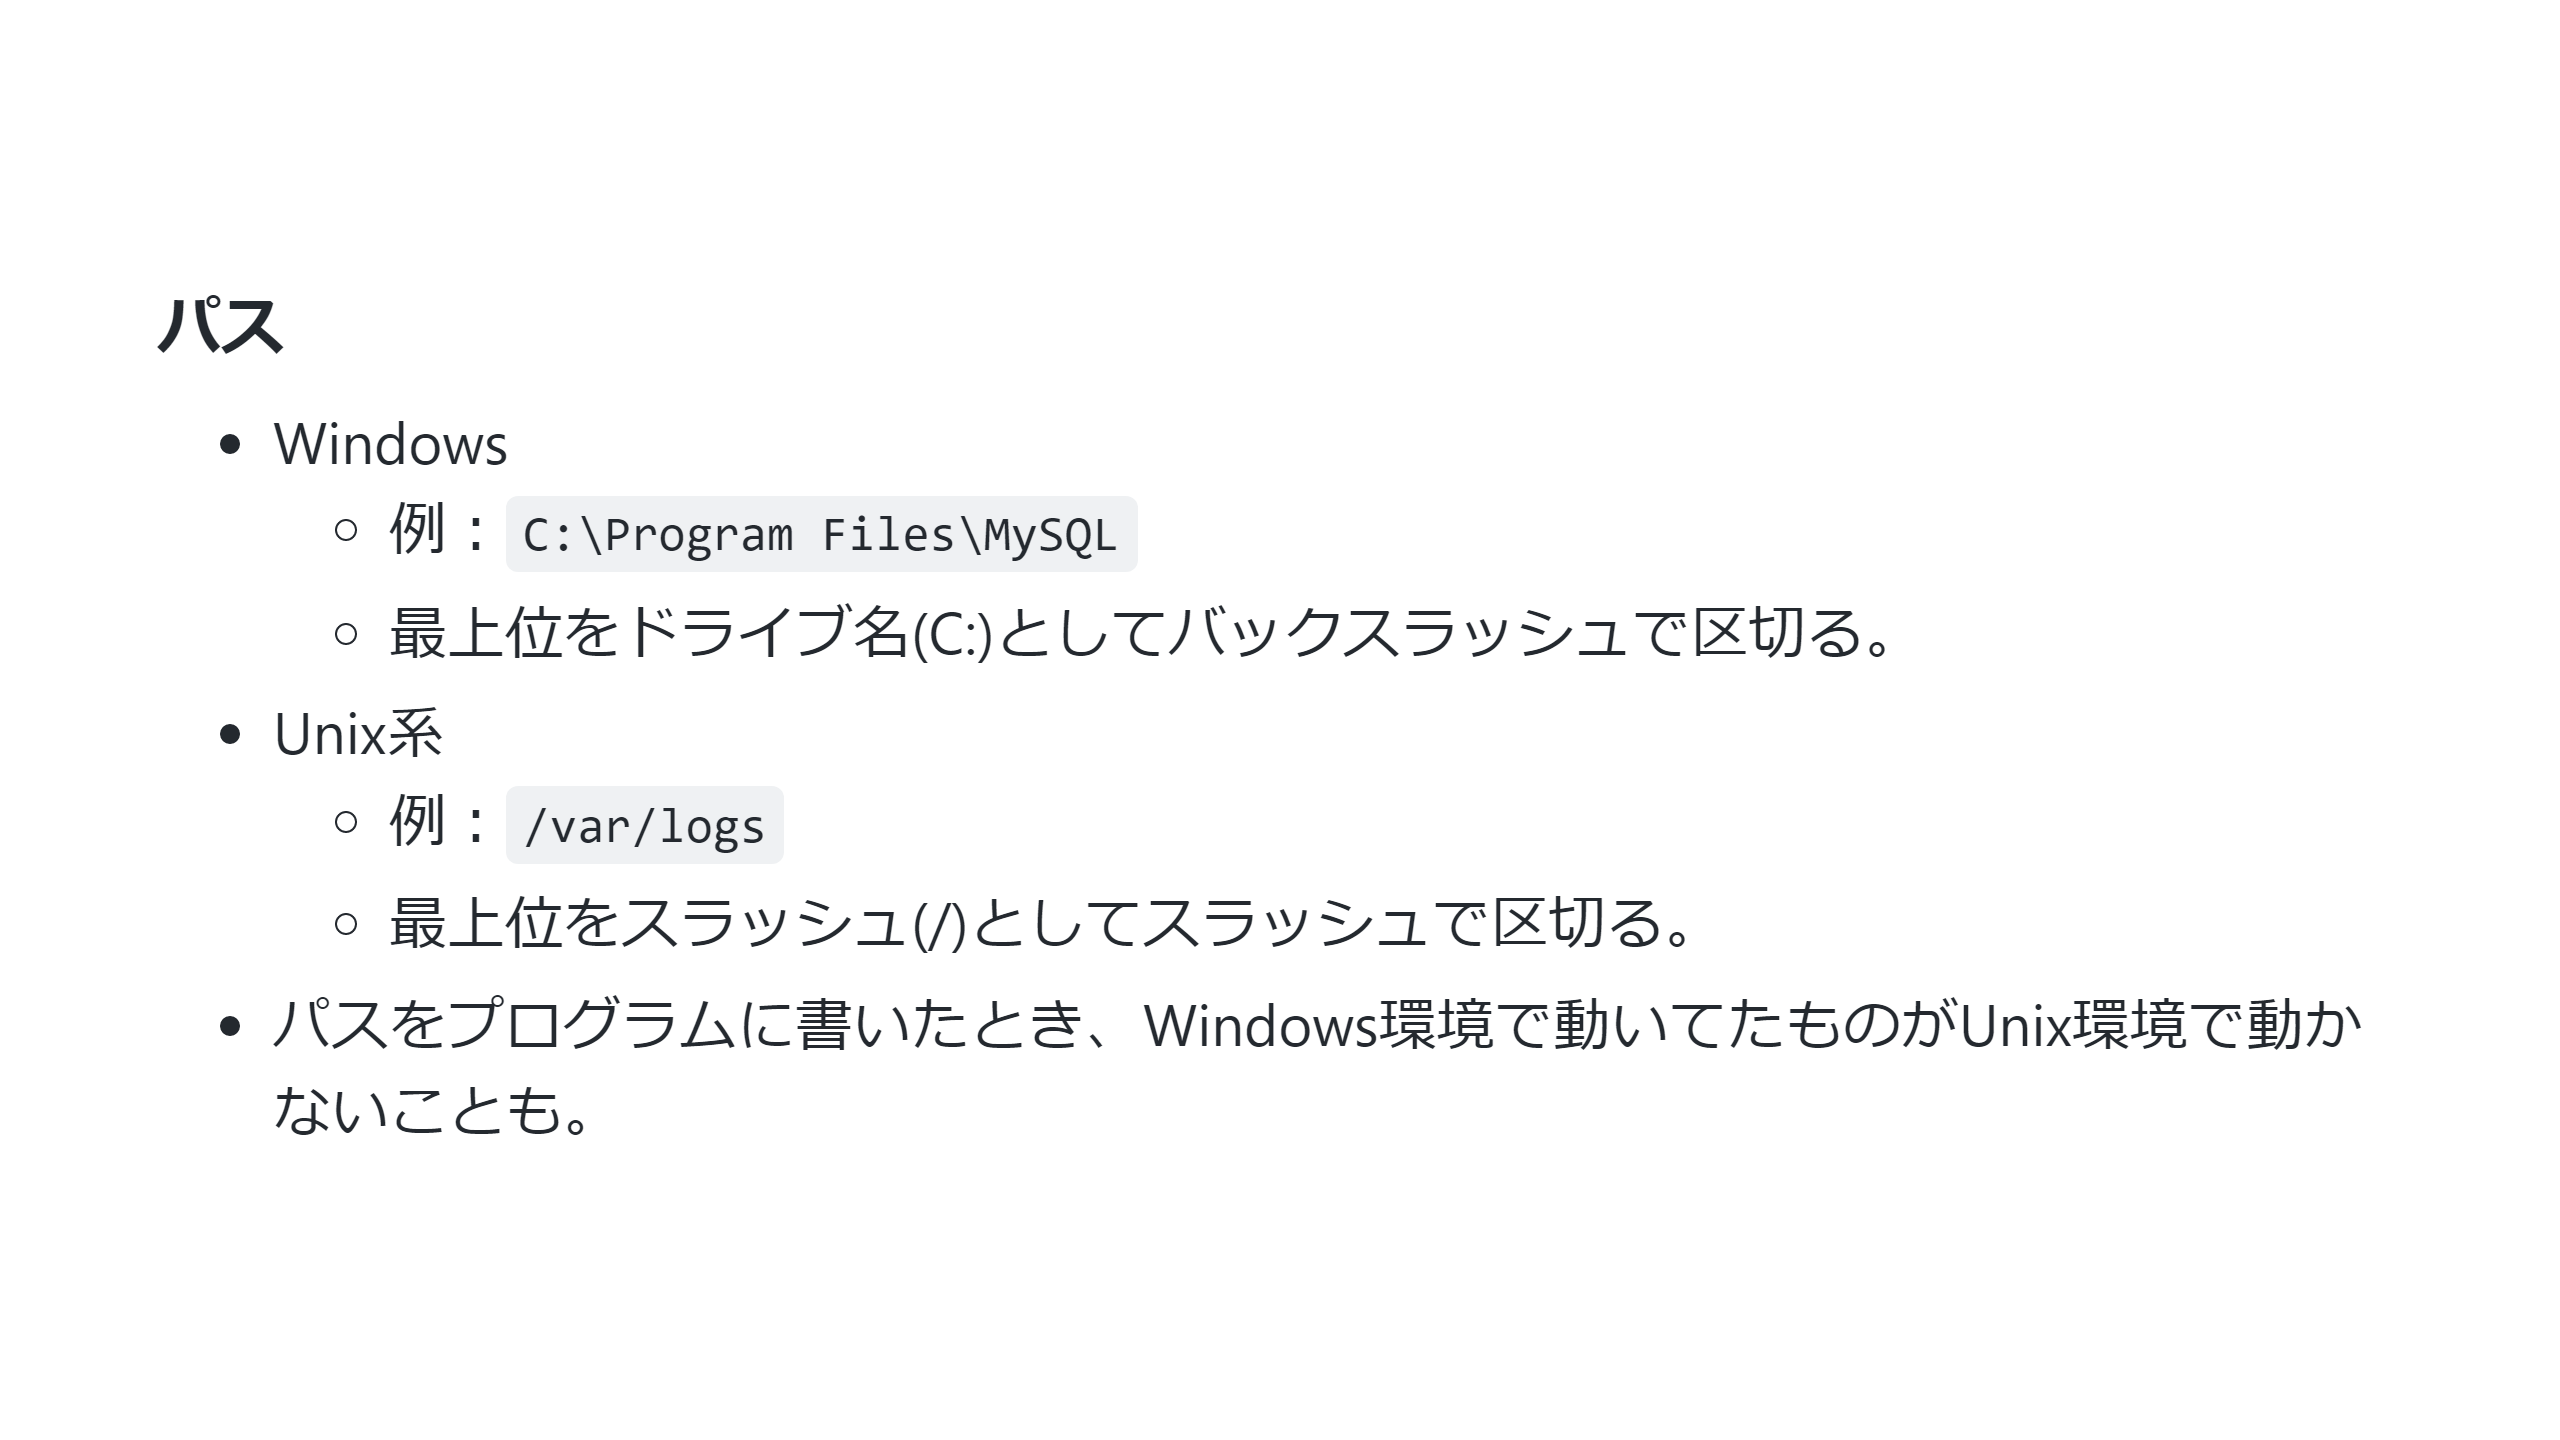 パス
Windows
例：C:\Program Files\MySQL
最上位をドライブ名(C:)としてバックスラッシュで区切る。
Unix系
例：/var/logs
最上位をスラッシュ(/)としてスラッシュで区切る。
パスをプログラムに書いたとき、Windows環境で動いてたものがUnix環境で動か
ないことも。